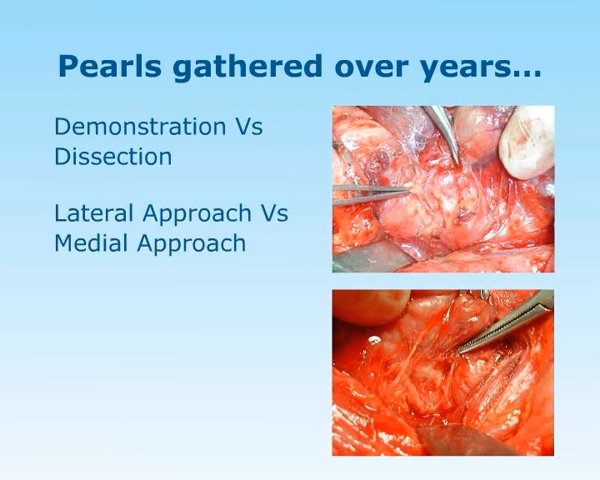 Pearls gathered over years...
Demonstration Vs
Dissection
Lateral Approach Vs
Medial Approach